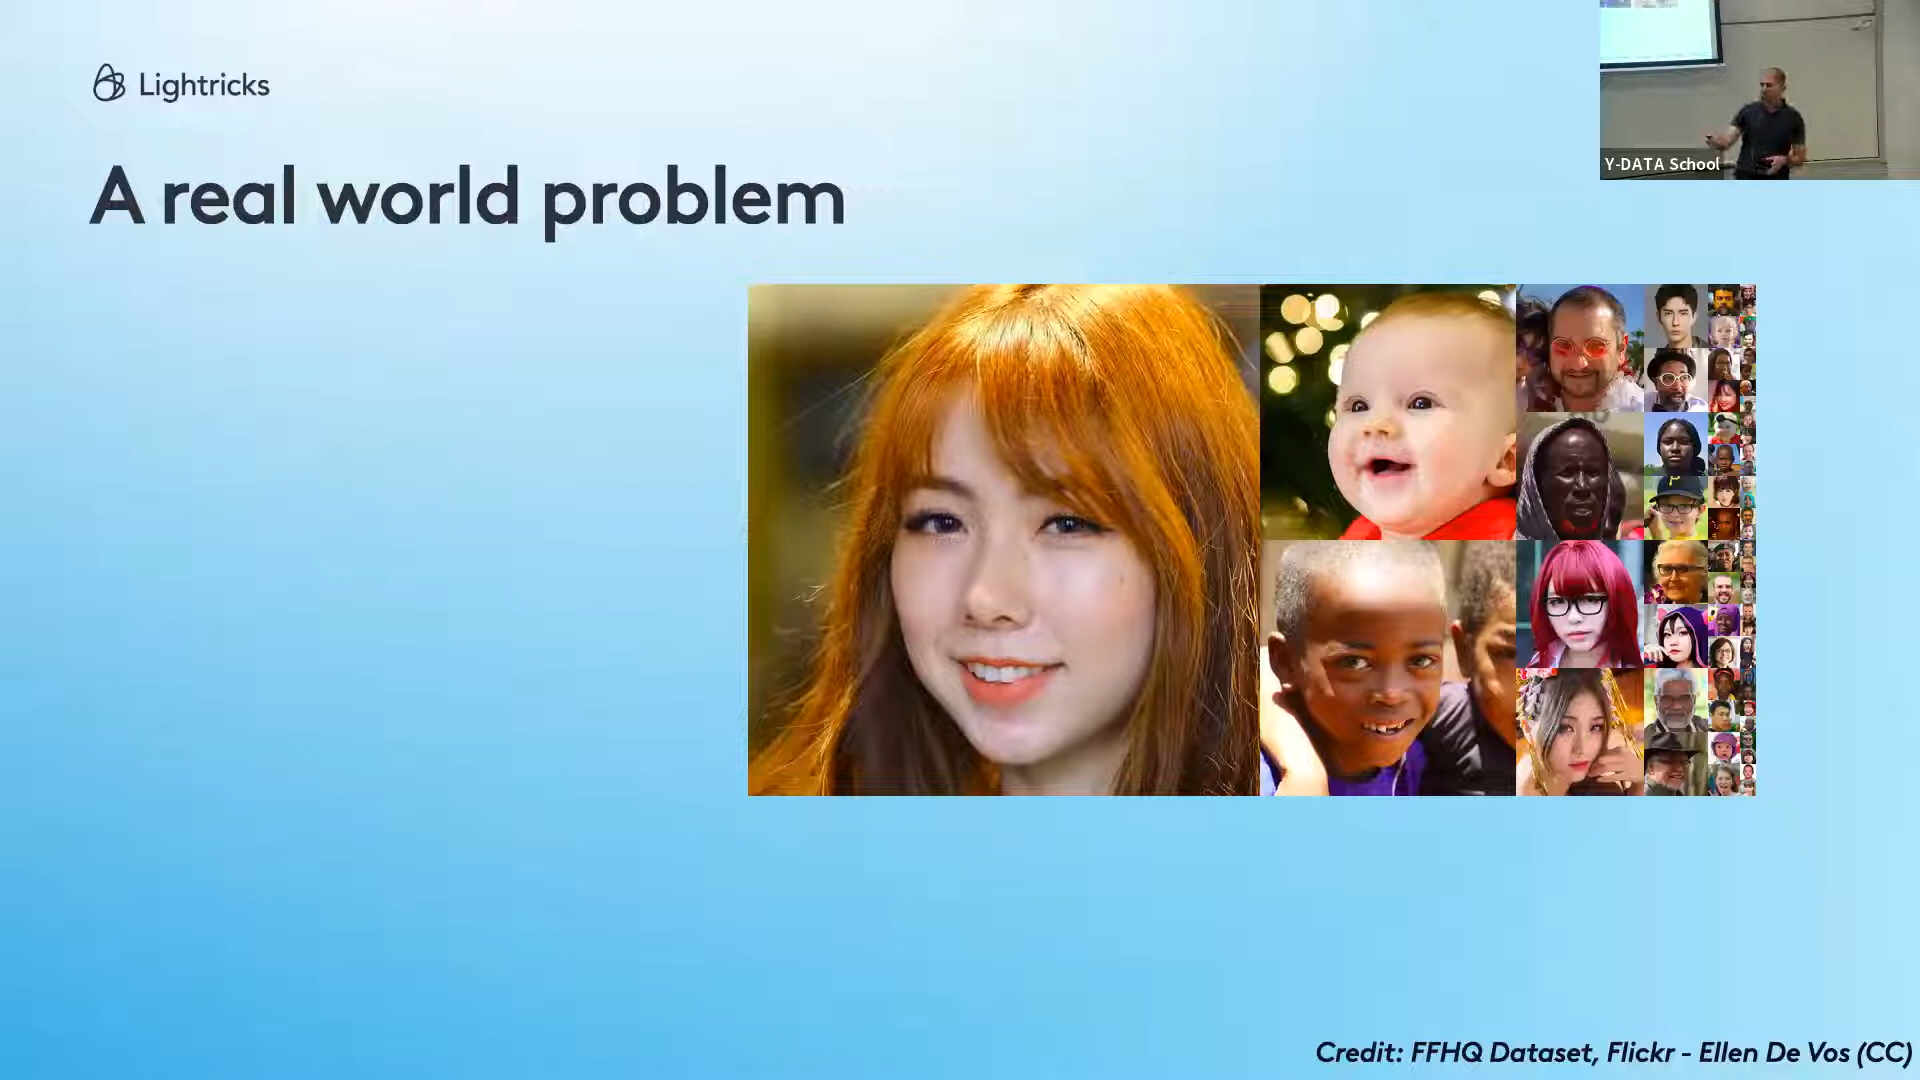 Lightricks
A real world problem
Y-DATA School
Credit: FFHQ Dataset, Flickr - Ellen De Vos (CC)